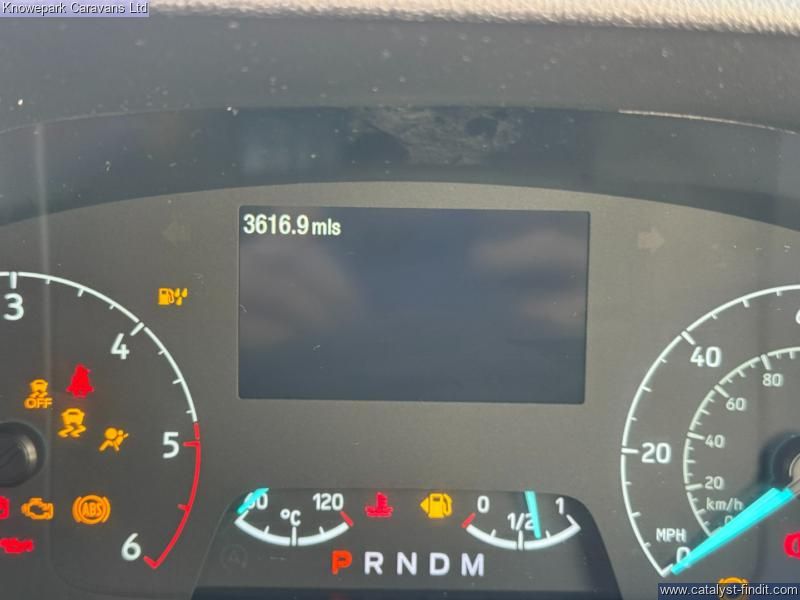 Knowepark Caravans Ltd
3616.9 mls
3
4
5
6
OFF
ABS
60
120
°C
0
1/2
1
P R N D M
40
20
0
MPH
80
60
40
20
km/h
www.catalyst-findit.com